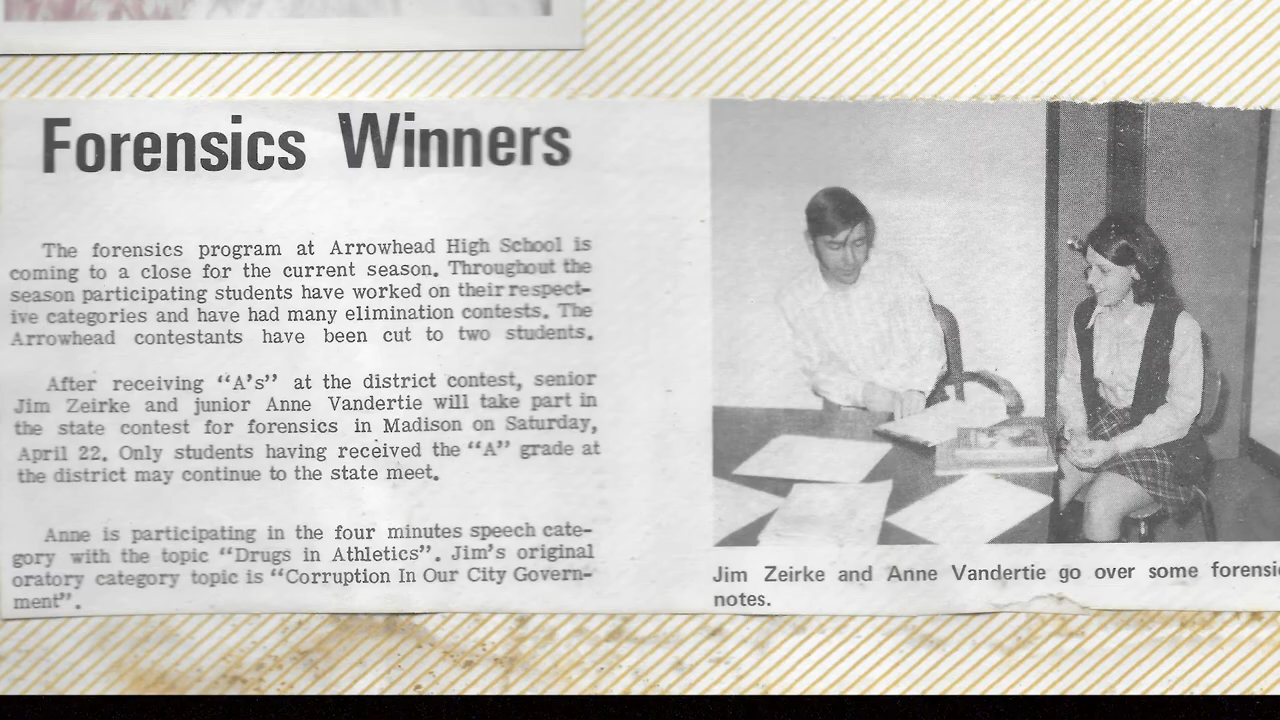 Forensics Winners
The forensics program at Arrowhead High School is
coming to a close for the current season. Throughout the
season participating students have worked on their respect-
ive categories and have had many elimination contests. The
Arrowhead contestants have been cut to two students.
After receiving “A’s” at the district contest, senior
Jim Zeirke and junior Anne Vandertie will take part in
the state contest for forensics in Madison on Saturday,
April 22. Only students having received the “A” grade at
the district may continue to the state meet.
Anne is participating in the four minutes speech cate-
gory with the topic “Drugs in Athletics”. Jim’s original
oratory category topic is “Corruption In Our City Govern-
ment”.
Jim Zeirke and Anne Vandertie go over some forensic
notes.